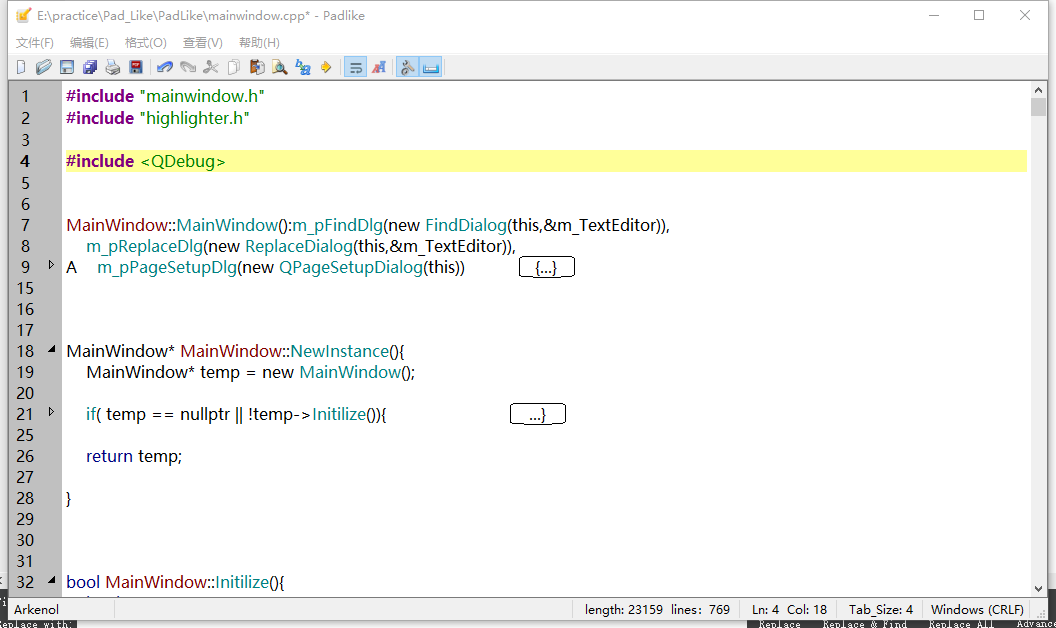 E:\practice\Pad_Like\PadLike\mainwindow.cpp* - Padlike
文件(F) 编辑(E) 格式(O) 查看(V) 帮助(H)
1 #include "mainwindow.h"
2 #include "highlighter.h"
3
4 #include <QDebug>
5
6
7 MainWindow::MainWindow():m_pFindDlg(new FindDialog(this,&m_TextEditor)),
8 m_pReplaceDlg(new ReplaceDialog(this,&m_TextEditor)),
9 A m_pPageSetupDlg(new QPageSetupDialog(this)) {...}
15
16
17
18 MainWindow* MainWindow::NewInstance(){
19 MainWindow* temp = new MainWindow();
20
21 if( temp == nullptr || !temp->Initilize()){ ...}
25
26 return temp;
27
28 }
29
30
31
32 bool MainWindow::Initilize(){
Arkenol length: 23159 lines: 769 Ln: 4 Col: 18 Tab_Size: 4 Windows (CRLF)
Replace with: Replace Replace & Find Replace All Advance